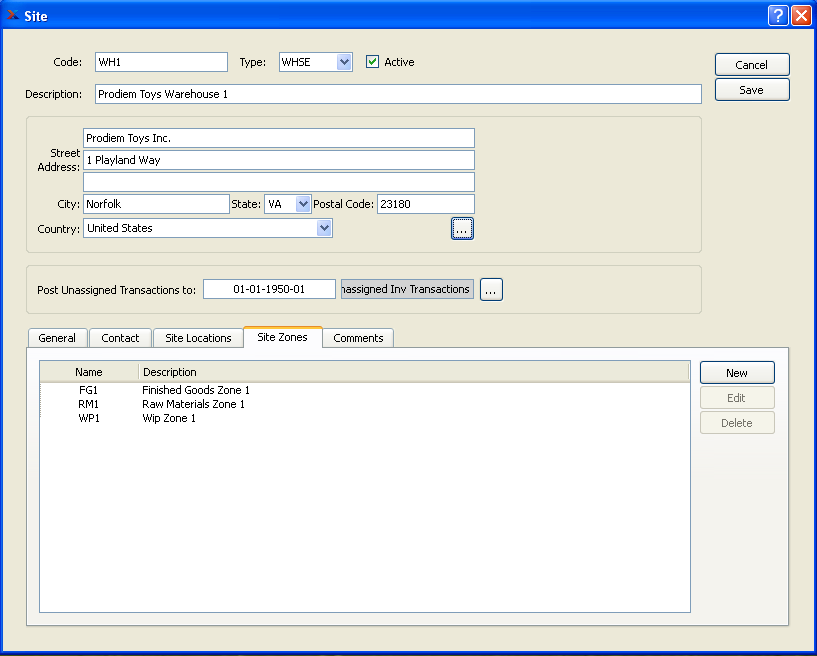 Site
Code: WH1 Type: WHSE Active
Cancel
Save
Description: Prodiem Toys Warehouse 1
Street Address: Prodiem Toys Inc.
1 Playland Way
City: Norfolk State: VA Postal Code: 23180
Country: United States ...
Post Unassigned Transactions to: 01-01-1950-01 nassigned Inv Transactions ...
General Contact Site Locations Site Zones Comments
Name Description
FG1 Finished Goods Zone 1
RM1 Raw Materials Zone 1
WP1 Wip Zone 1
New
Edit
Delete